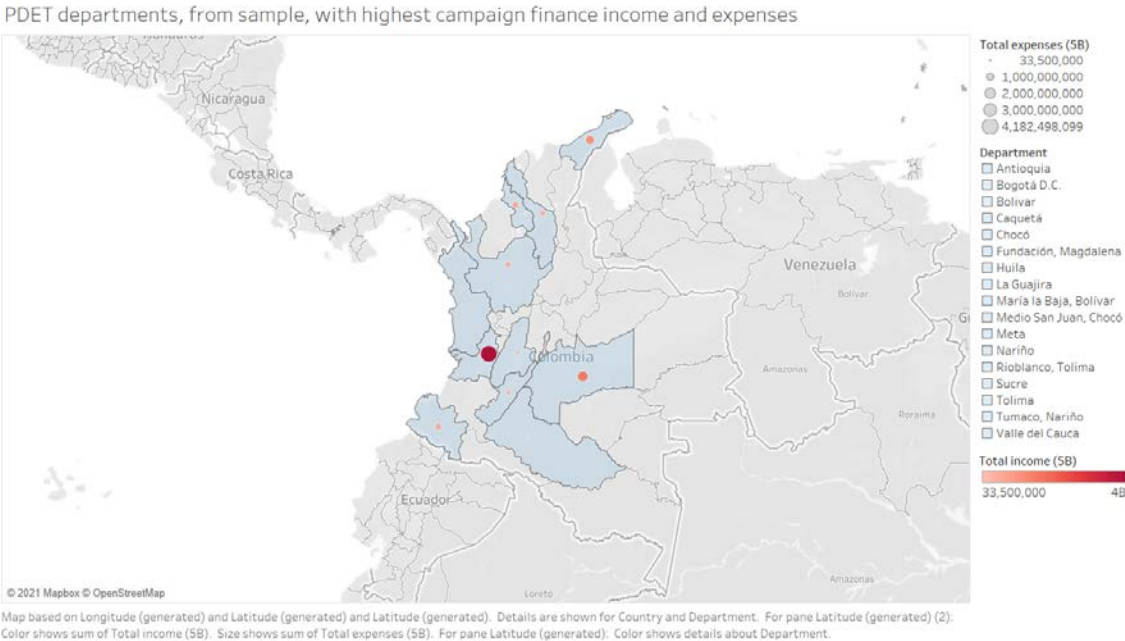 PDET departments, from sample, with highest campaign finance income and expenses
Nicaragua
Costa Rica
Venezuela
Bolívar
Colombia
Amazonas
Roraima
Ecuador
Amazonas
Loreto
© 2021 Mapbox © OpenStreetMap
Total expenses (5B)
33,500,000
1,000,000,000
2,000,000,000
3,000,000,000
4,182,498,099
Department
Antioquia
Bogotá D.C.
Bolivar
Caquetá
Chocó
Fundación, Magdalena
Huila
La Guajira
María la Baja, Bolívar
Medio San Juan, Chocó
Meta
Nariño
Rioblanco, Tolima
Sucre
Tolima
Tumaco, Nariño
Valle del Cauca
Total income (5B)
33,500,000 4B
Map based on Longitude (generated) and Latitude (generated) and Latitude (generated). Details are shown for Country and Department. For pane Latitude (generated) (2):
Color shows sum of Total income (5B). Size shows sum of Total expenses (5B). For pane Latitude (generated): Color shows details about Department.